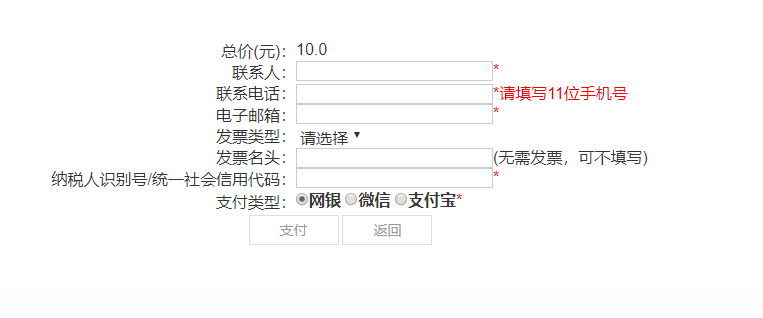 总价(元): 10.0
联系人: *
联系电话: *请填写11位手机号
电子邮箱: *
发票类型: 请选择
发票名头: (无需发票，可不填写)
纳税人识别号/统一社会信用代码: *
支付类型: 网银 微信 支付宝*
支付 返回